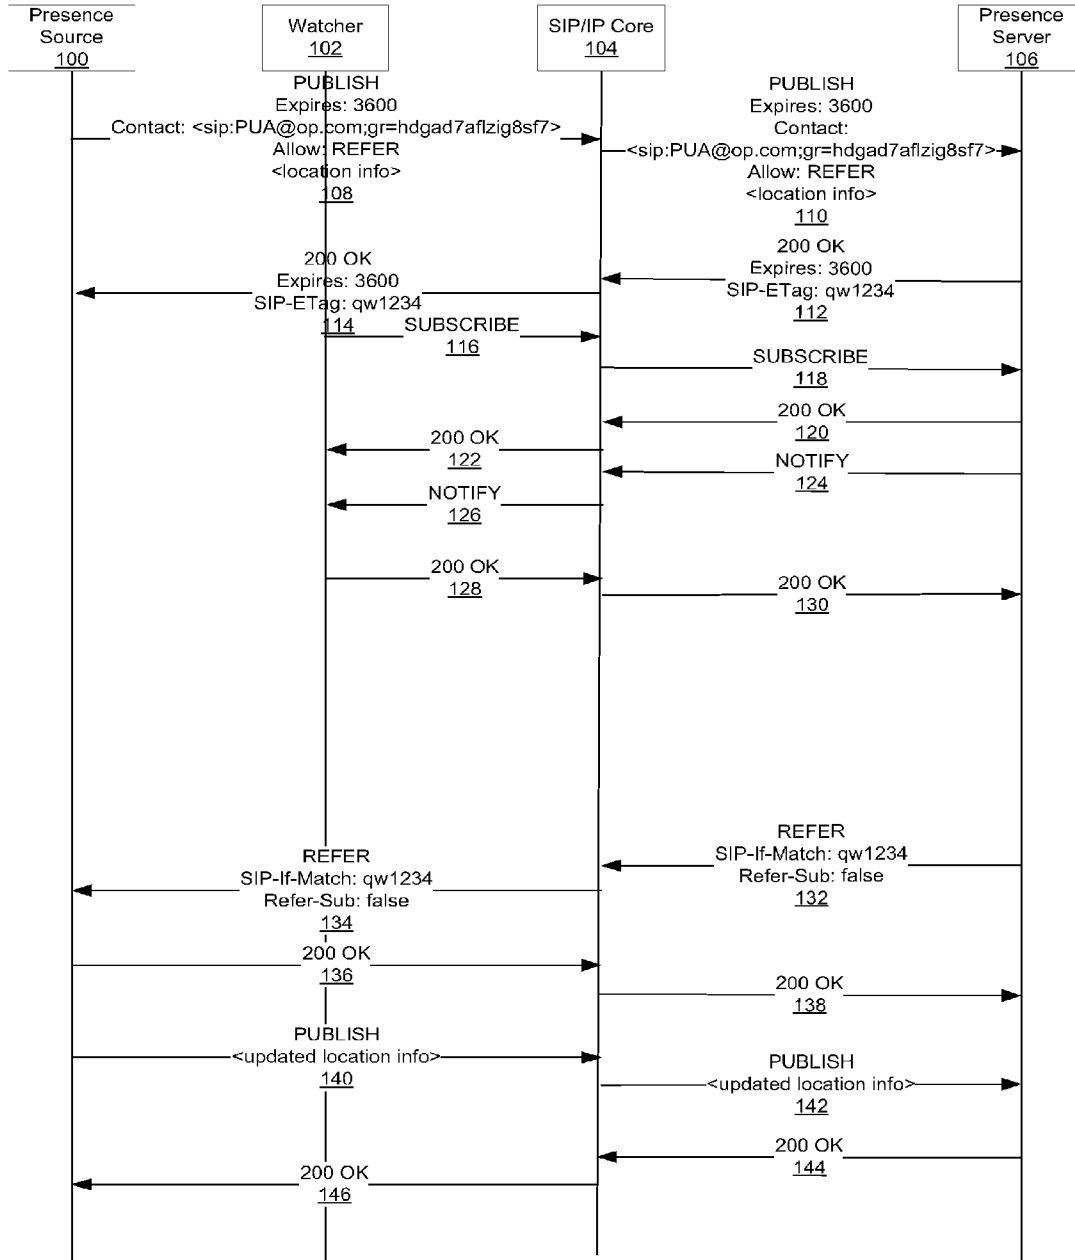 Presence
Source
100
Watcher
102
SIP/IP Core
104
Presence
Server
106
PUBLISH
Expires: 3600
Contact: <sip:PUA@op.com;gr=hdgad7aflzig8sf7>
Allow: REFER
<location info>
108
PUBLISH
Expires: 3600
Contact:
<sip:PUA@op.com;gr=hdgad7aflzig8sf7>
Allow: REFER
<location info>
110
200 OK
Expires: 3600
SIP-ETag: qw1234
112
200 OK
Expires: 3600
SIP-ETag: qw1234
114
SUBSCRIBE
116
SUBSCRIBE
118
200 OK
120
200 OK
122
NOTIFY
124
NOTIFY
126
200 OK
128
200 OK
130
REFER
SIP-If-Match: qw1234
Refer-Sub: false
132
REFER
SIP-If-Match: qw1234
Refer-Sub: false
134
200 OK
136
200 OK
138
PUBLISH
<updated location info>
140
PUBLISH
<updated location info>
142
200 OK
144
200 OK
146